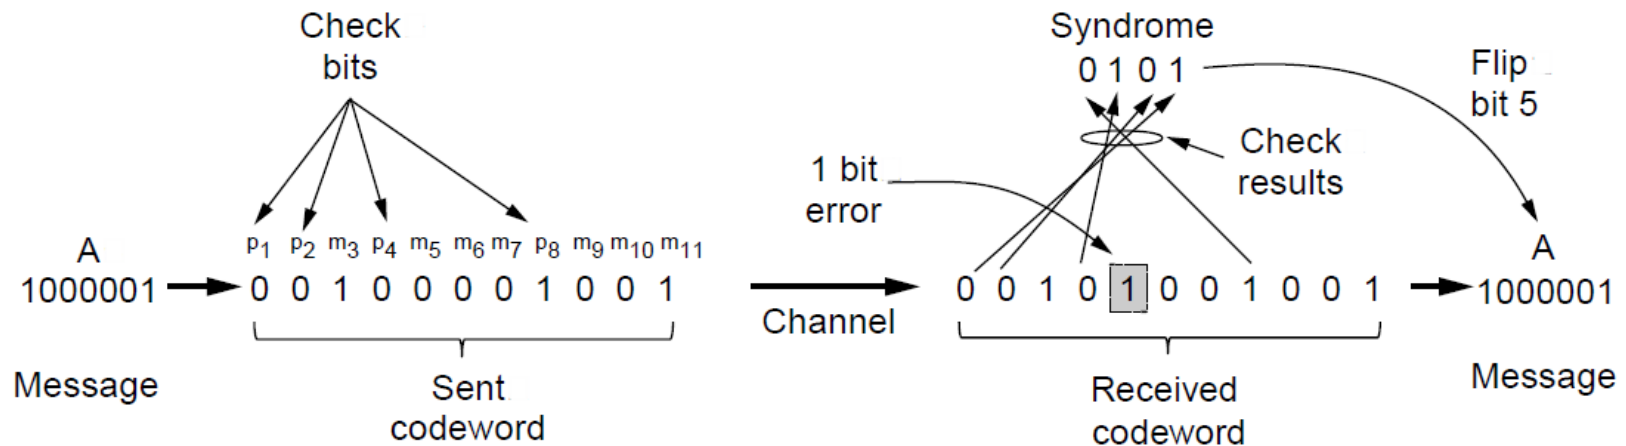 Check
bits
Syndrome
0 1 0 1
Flip
bit 5
1 bit
error
Check
results
A
p1 p2 m3 p4 m5 m6 m7 p8 m9 m10 m11
A
1000001
0 0 1 0 0 0 0 1 0 0 1
0 0 1 0 1 0 0 1 0 0 1
1000001
Channel
Message
Sent
codeword
Received
codeword
Message